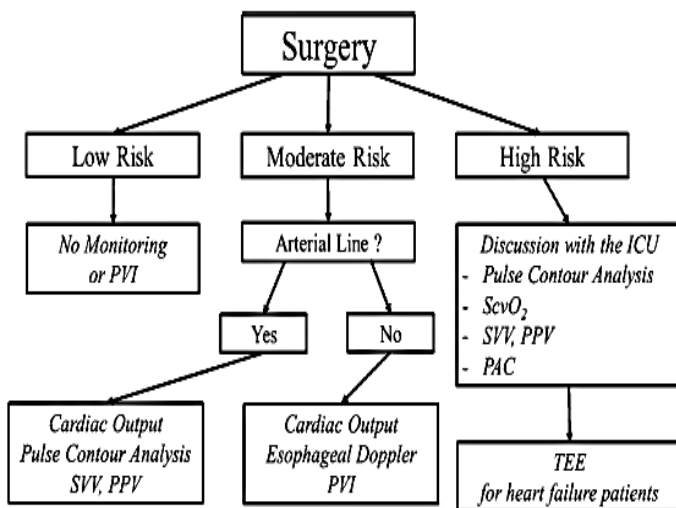 Surgery
Low Risk
Moderate Risk
High Risk
No Monitoring
or PVI
Arterial Line ?
Discussion with the ICU
- Pulse Contour Analysis
- ScvO₂
- SVV, PPV
- PAC
Yes
No
Cardiac Output
Pulse Contour Analysis
SVV, PPV
Cardiac Output
Esophageal Doppler
PVI
TEE
for heart failure patients